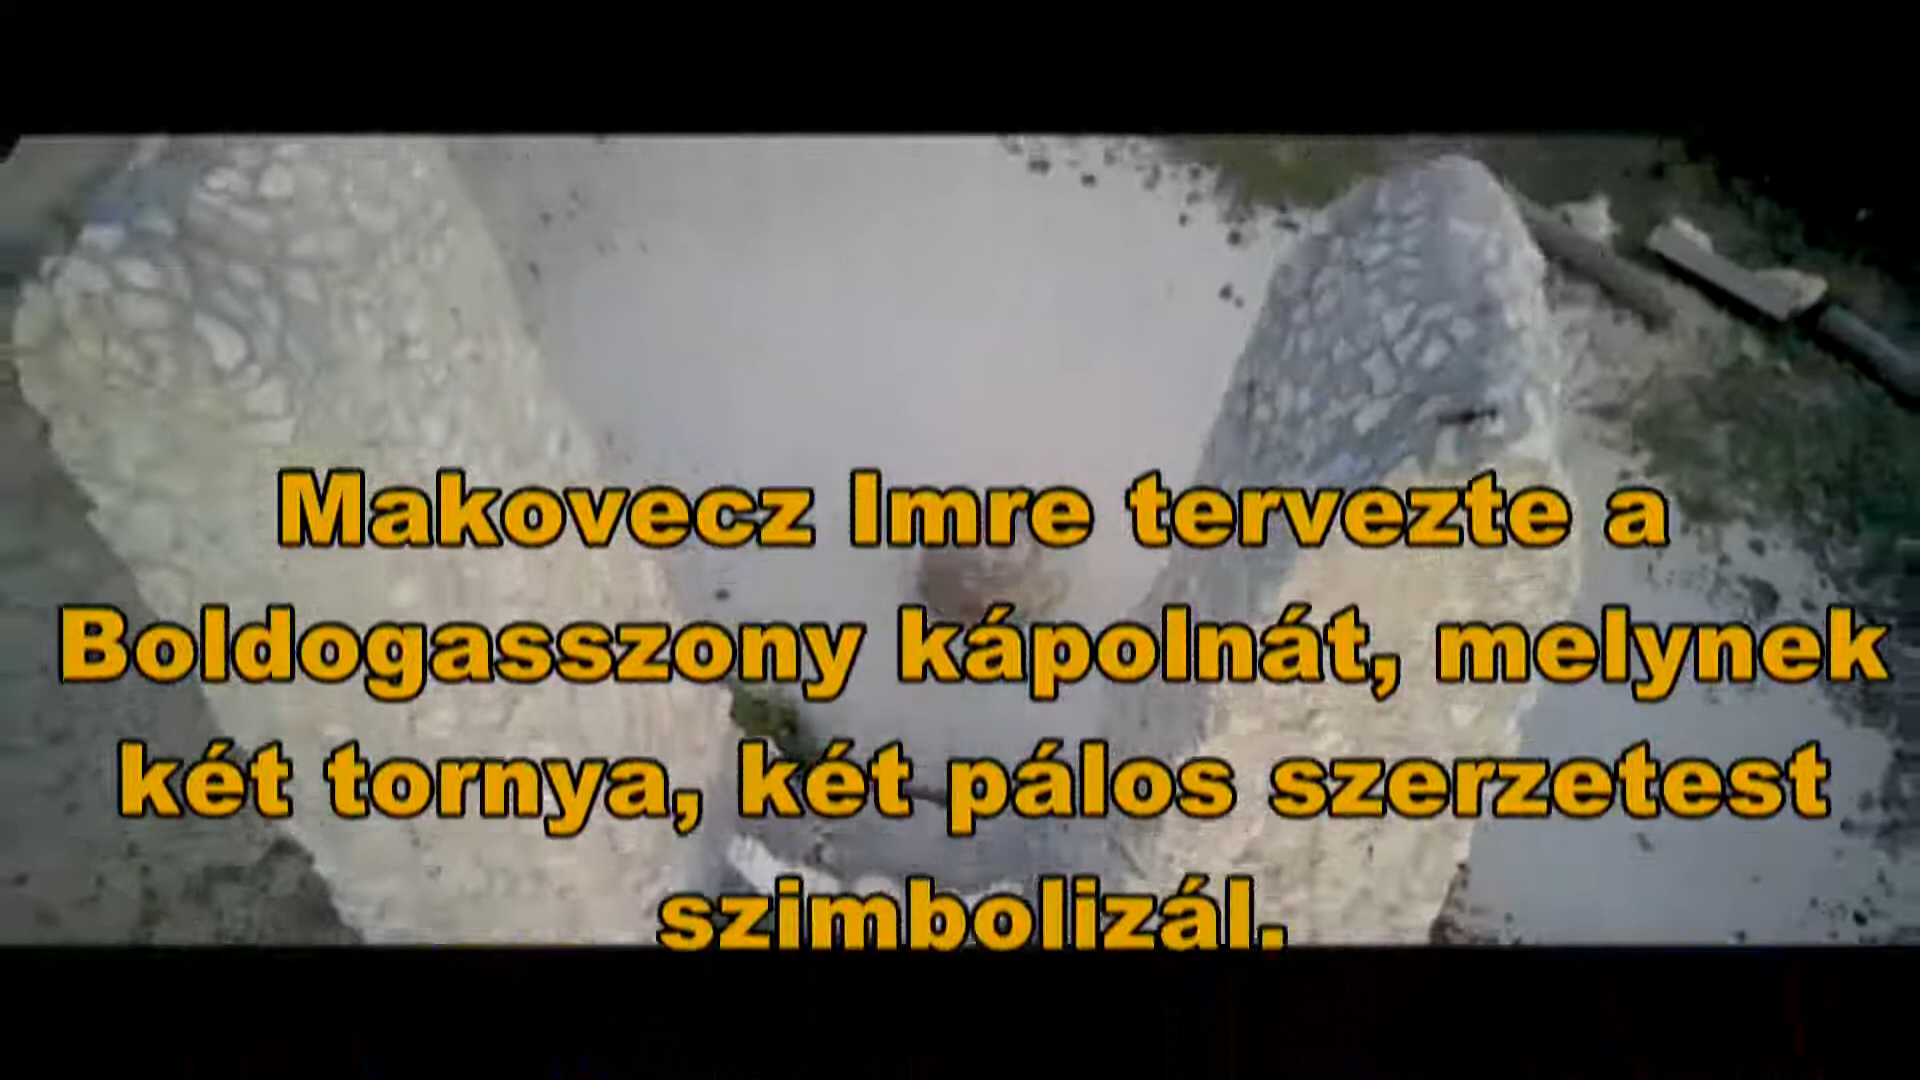 Makovecz Imre tervezte a
Boldogasszony kápolnát, melynek
két tornya, két pálos szerzetest
szimbolizál.